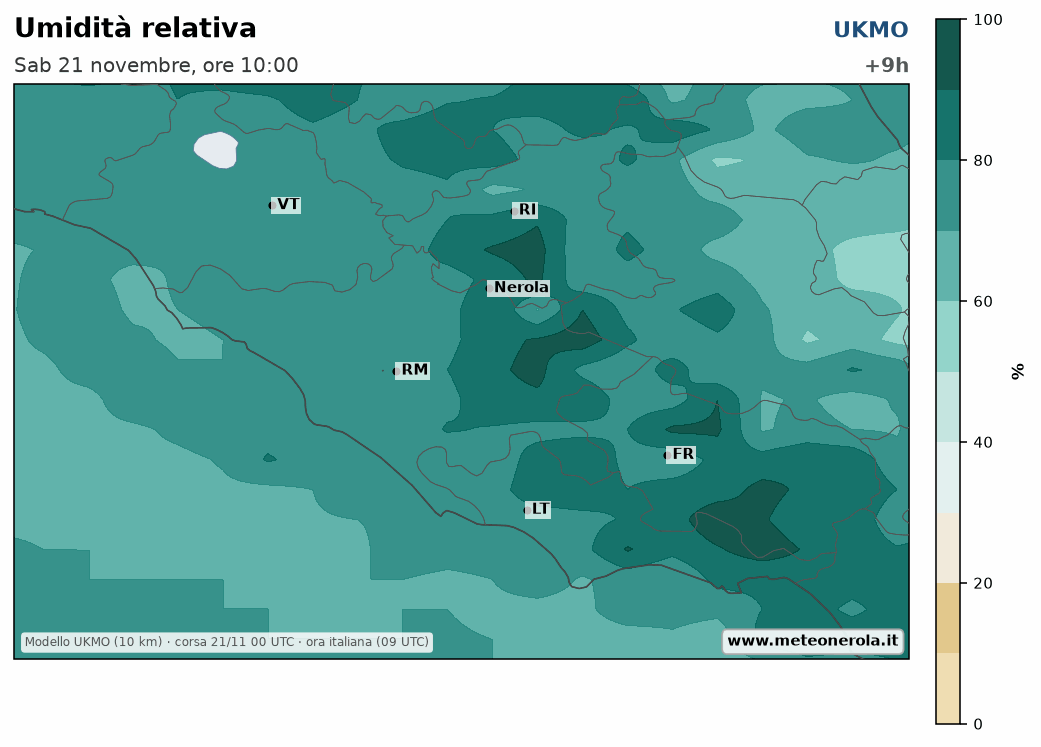 Umidità relativa
UKMO
Sab 21 novembre, ore 10:00
+9h
100
80
60
40
20
0
%
VT
RI
Nerola
RM
FR
LT
Modello UKMO (10 km) · corsa 21/11 00 UTC · ora italiana (09 UTC)
www.meteonerola.it